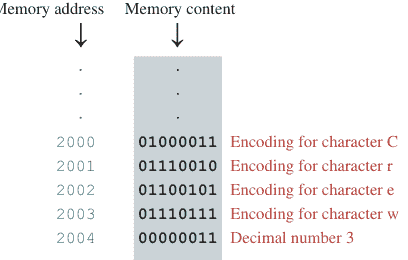 Memory address Memory content
.
.
.
2000 01000011 Encoding for character C
2001 01110010 Encoding for character r
2002 01100101 Encoding for character e
2003 01110111 Encoding for character w
2004 00000011 Decimal number 3